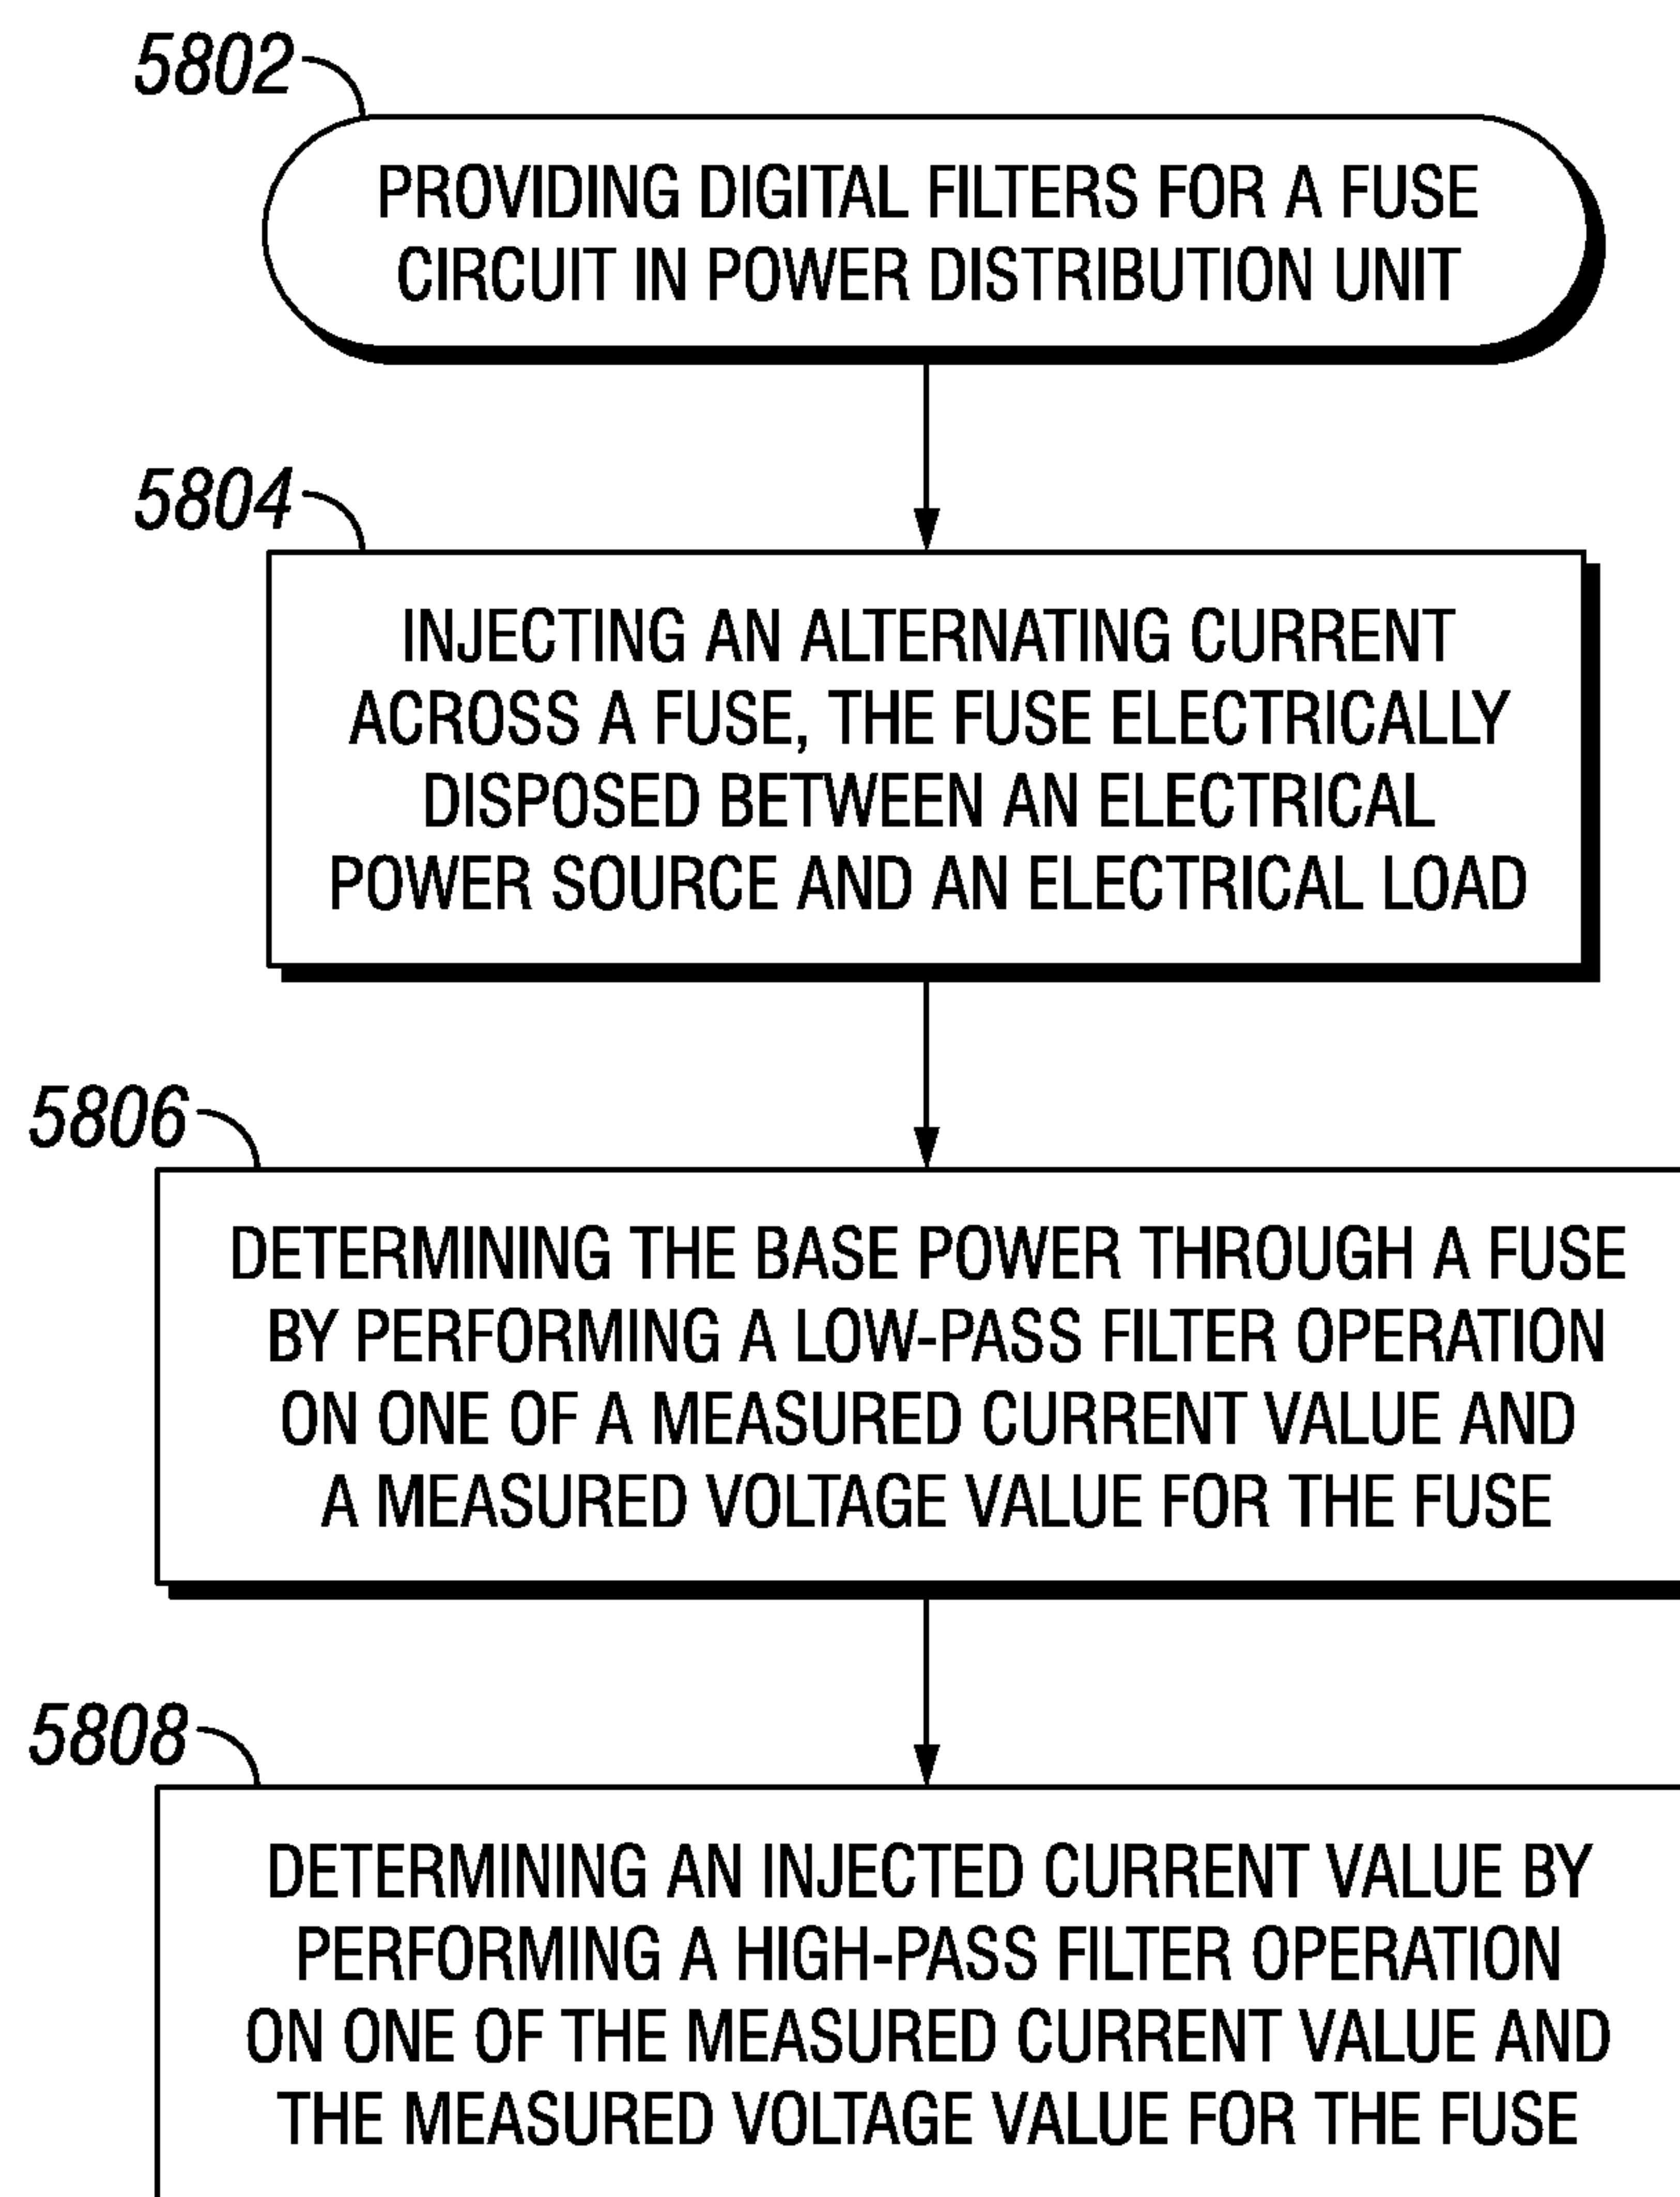 5802
PROVIDING DIGITAL FILTERS FOR A FUSE
CIRCUIT IN POWER DISTRIBUTION UNIT
5804
INJECTING AN ALTERNATING CURRENT
ACROSS A FUSE, THE FUSE ELECTRICALLY
DISPOSED BETWEEN AN ELECTRICAL
POWER SOURCE AND AN ELECTRICAL LOAD
5806
DETERMINING THE BASE POWER THROUGH A FUSE
BY PERFORMING A LOW-PASS FILTER OPERATION
ON ONE OF A MEASURED CURRENT VALUE AND
A MEASURED VOLTAGE VALUE FOR THE FUSE
5808
DETERMINING AN INJECTED CURRENT VALUE BY
PERFORMING A HIGH-PASS FILTER OPERATION
ON ONE OF THE MEASURED CURRENT VALUE AND
THE MEASURED VOLTAGE VALUE FOR THE FUSE